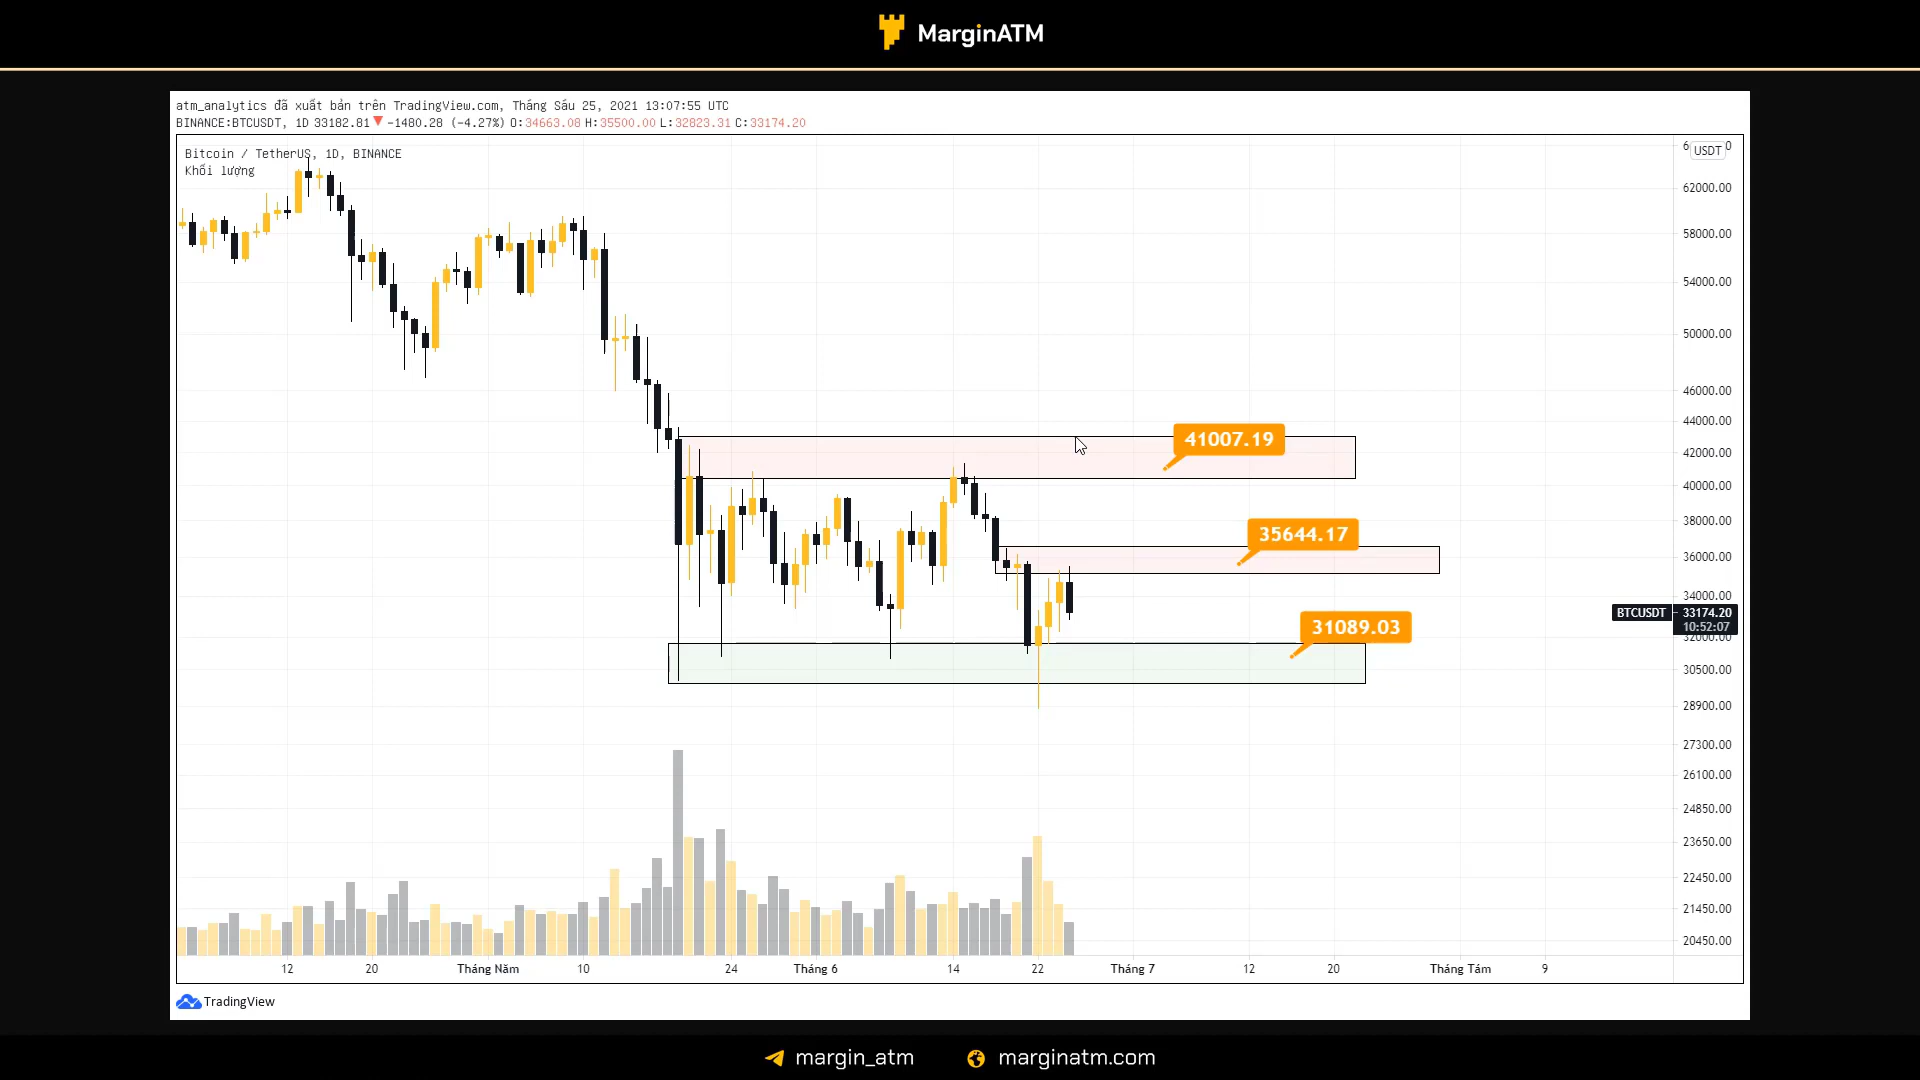 MarginATM
atm_analytics đã xuất bản trên TradingView.com, Tháng Sáu 25, 2021 13:07:55 UTC
BINANCE:BTCUSDT, 1D 33182.81 ▼ −1480.28 (−4.27%) O:34663.08 H:35500.00 L:32823.31 C:33174.20
Bitcoin / TetherUS, 1D, BINANCE
Khối lượng
USDT
62000.00
58000.00
54000.00
50000.00
46000.00
44000.00
42000.00
40000.00
38000.00
36000.00
34000.00
32000.00
30500.00
28900.00
27300.00
26100.00
24850.00
23650.00
22450.00
21450.00
20450.00
41007.19
35644.17
31089.03
BTCUSDT 33174.20
10:52:07
12 20 Tháng Năm 10 24 Tháng 6 14 22 Tháng 7 12 20 Tháng Tám 9
TradingView
margin_atm marginatm.com